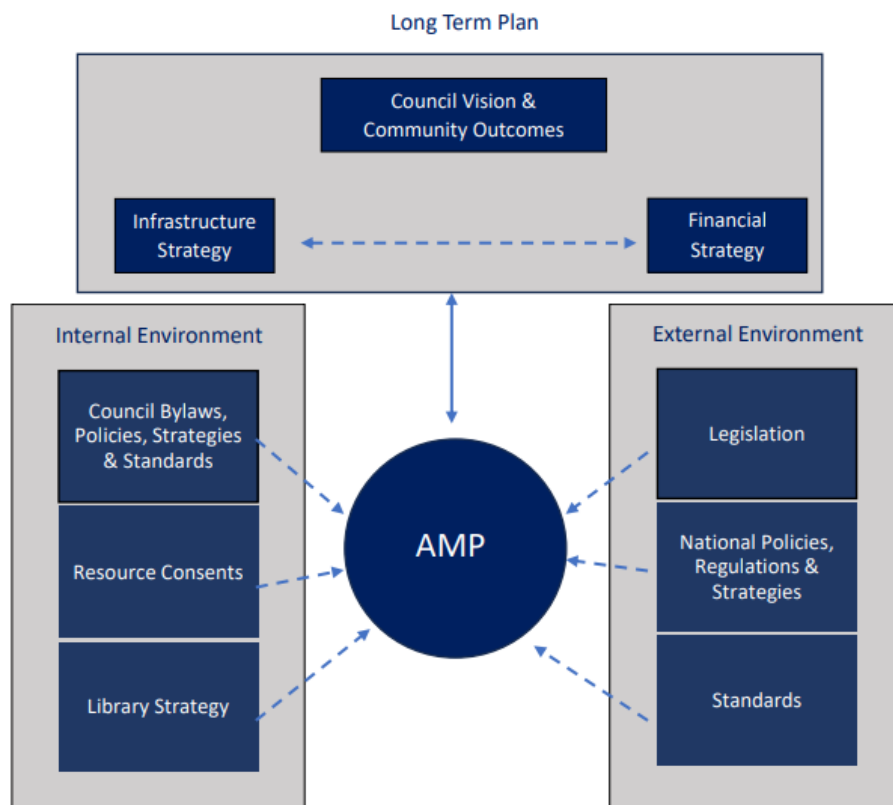 Long Term Plan
Council Vision &
Community Outcomes
Infrastructure
Strategy
Financial
Strategy
Internal Environment
Council Bylaws,
Policies, Strategies
& Standards
Resource Consents
Library Strategy
AMP
External Environment
Legislation
National Policies,
Regulations &
Strategies
Standards